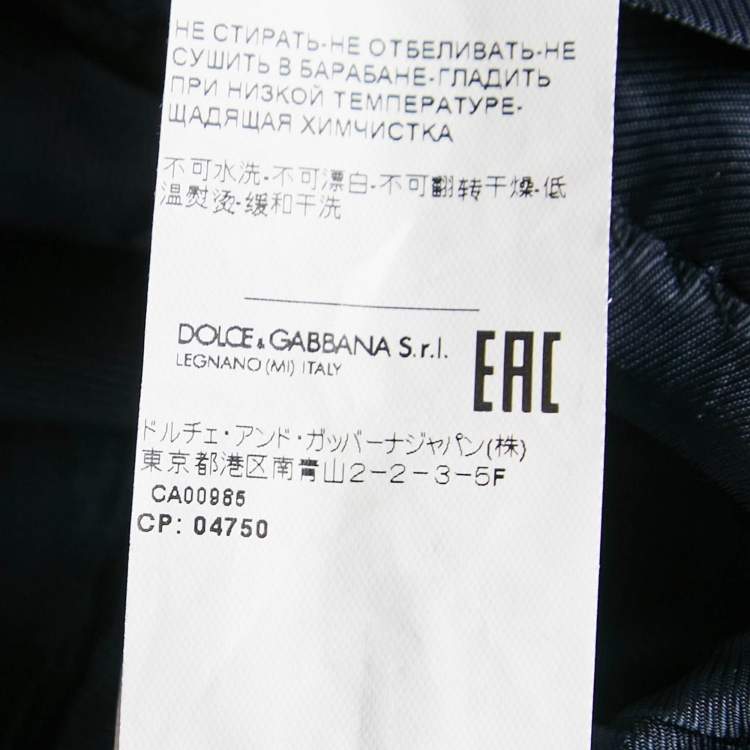 НЕ СТИРАТЬ-НЕ ОТБЕЛИВАТЬ-НЕ
СУШИТЬ В БАРАБАНЕ-ГЛАДИТЬ
ПРИ НИЗКОЙ ТЕМПЕРАТУРЕ-
ЩАДЯЩАЯ ХИМЧИСТКА
不可水洗-不可漂白-不可翻转干燥-低
温熨烫-缓和干洗
DOLCE & GABBANA S.r.l.
LEGNANO (MI) ITALY
EAC
ドルチェ・アンド・ガッバーナジャパン(株)
東京都港区南青山2-2-3-5F
CA00985
CP: 04750